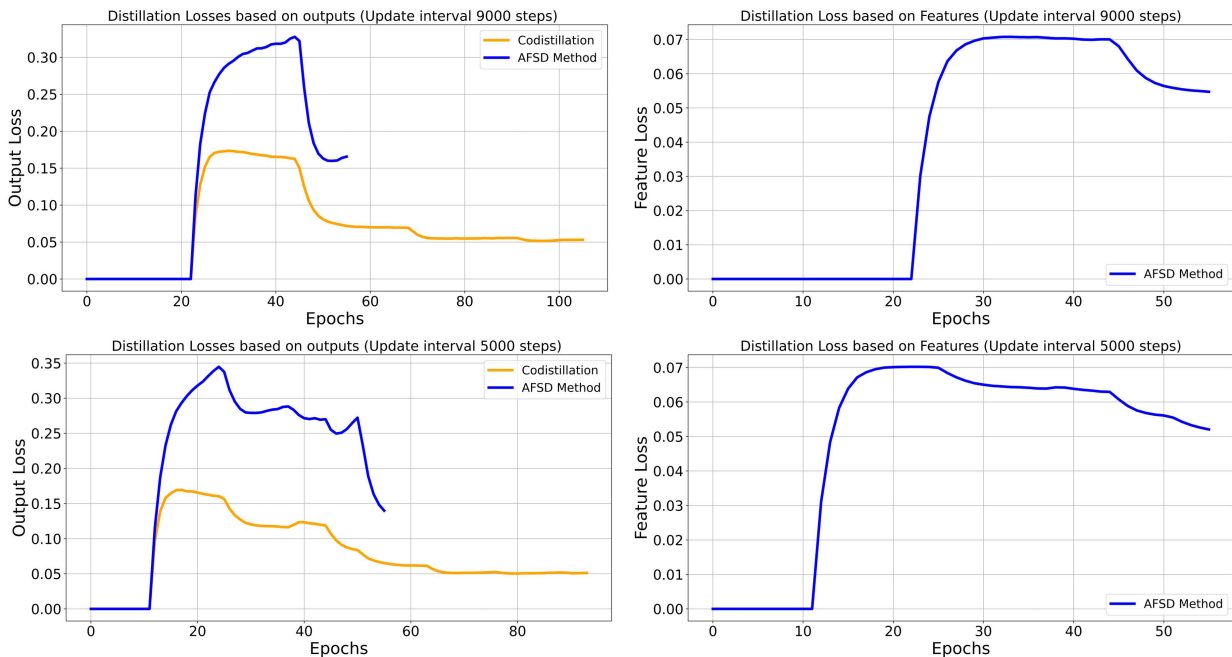 Distillation Losses based on outputs (Update interval 9000 steps)
Output Loss
0.30
0.25
0.20
0.15
0.10
0.05
0.00
Codistillation
AFSD Method
0 20 40 60 80 100
Epochs
Distillation Loss based on Features (Update interval 9000 steps)
Feature Loss
0.07
0.06
0.05
0.04
0.03
0.02
0.01
0.00
AFSD Method
0 10 20 30 40 50
Epochs
Distillation Losses based on outputs (Update interval 5000 steps)
Output Loss
0.35
0.30
0.25
0.20
0.15
0.10
0.05
0.00
Codistillation
AFSD Method
0 20 40 60 80
Epochs
Distillation Loss based on Features (Update interval 5000 steps)
Feature Loss
0.07
0.06
0.05
0.04
0.03
0.02
0.01
0.00
AFSD Method
0 10 20 30 40 50
Epochs